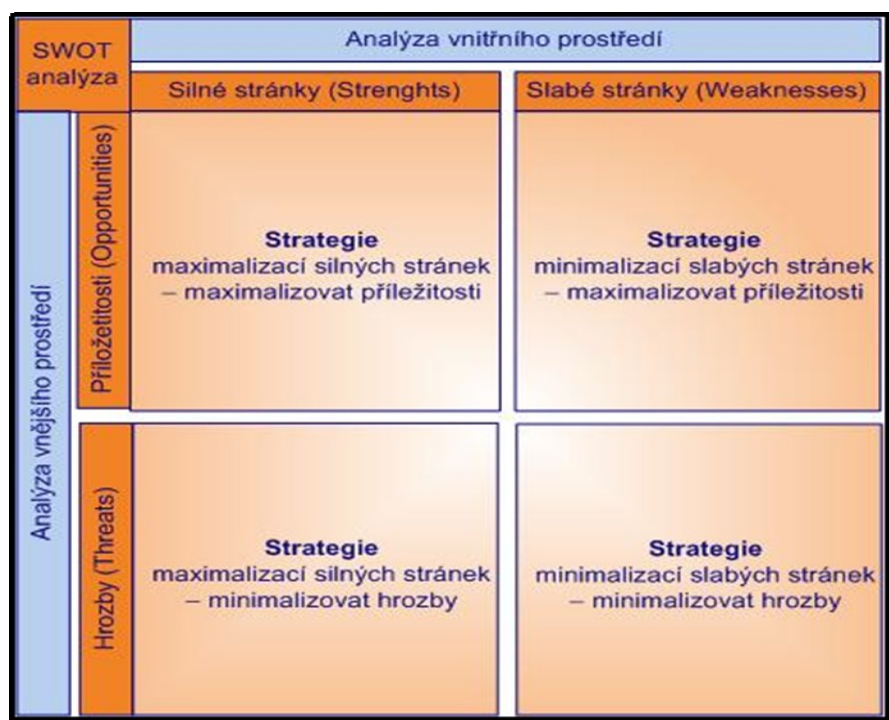 SWOT
analýza
Analýza vnitřního prostředí
Silné stránky (Strenghts)
Slabé stránky (Weaknesses)
Analýza vnějšího prostředí
Příložetitosti (Opportunities)
Strategie
maximalizací silných stránek
– maximalizovat příležitosti
Strategie
minimalizací slabých stránek
– maximalizovat příležitosti
Hrozby (Threats)
Strategie
maximalizací silných stránek
– minimalizovat hrozby
Strategie
minimalizací slabých stránek
– minimalizovat hrozby